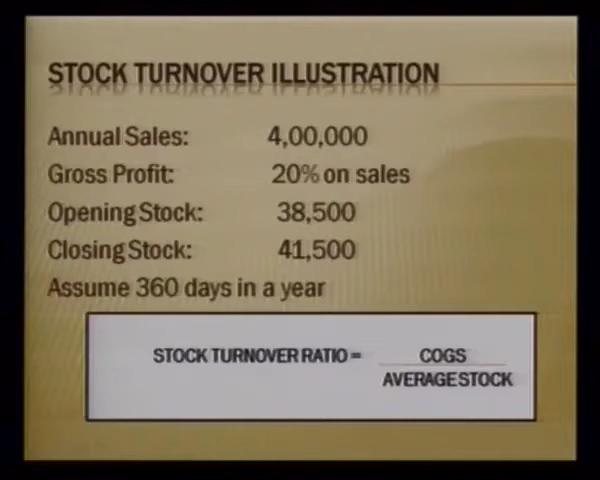 STOCK TURNOVER ILLUSTRATION
Annual Sales: 4,00,000
Gross Profit: 20% on sales
Opening Stock: 38,500
Closing Stock: 41,500
Assume 360 days in a year
STOCK TURNOVER RATIO = COGS
AVERAGE STOCK